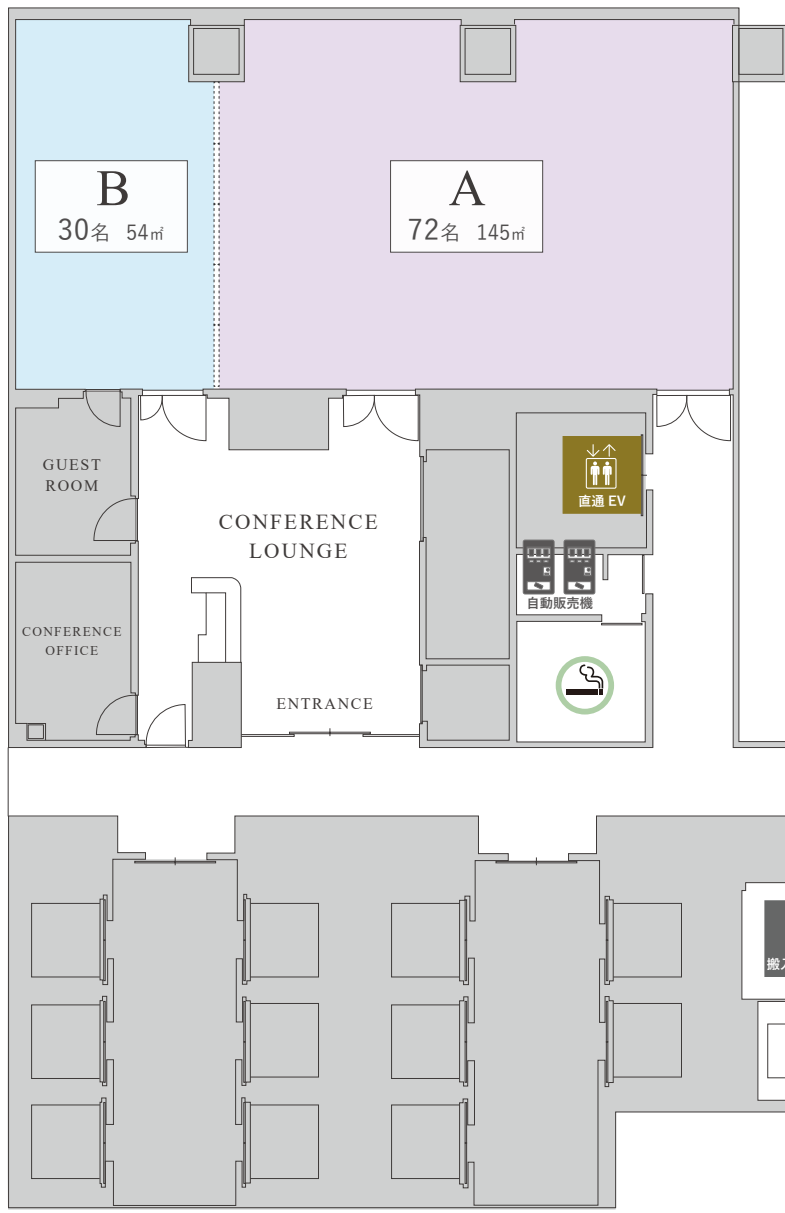 B
30名 54㎡
A
72名 145㎡
GUEST
ROOM
CONFERENCE
LOUNGE
直通 EV
自動販売機
CONFERENCE
OFFICE
ENTRANCE
搬